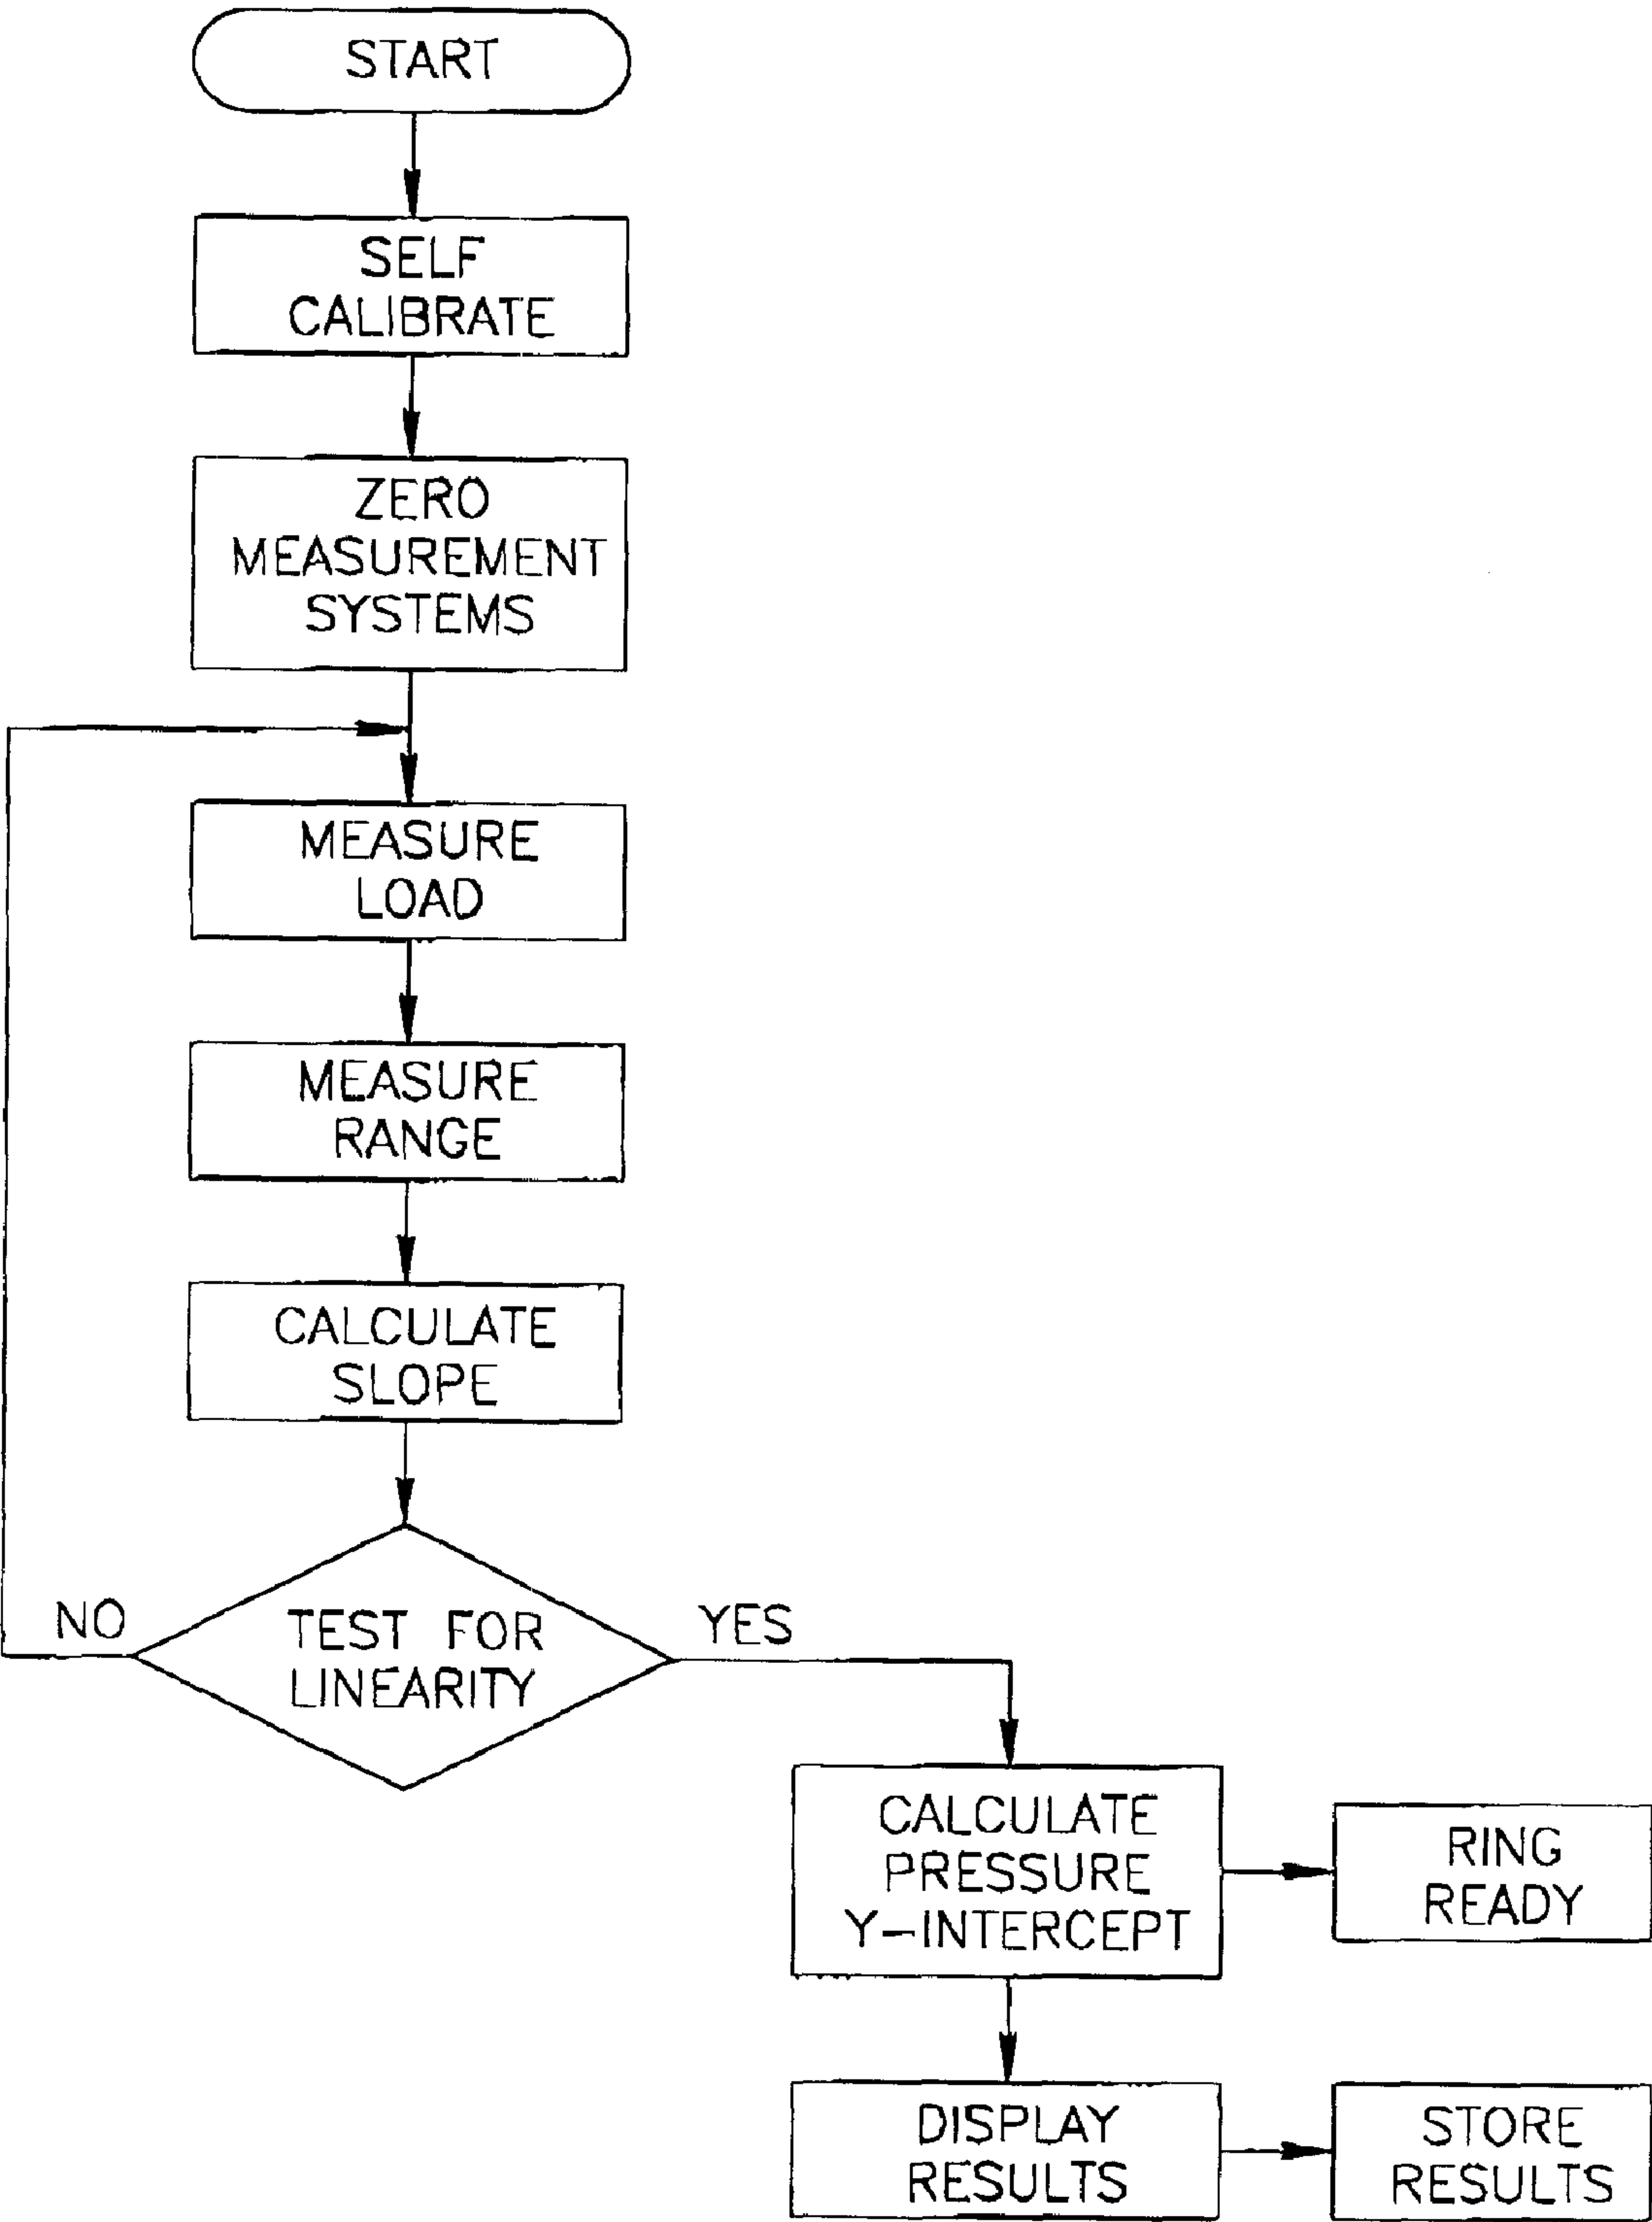 START
SELF
CALIBRATE
ZERO
MEASUREMENT
SYSTEMS
MEASURE
LOAD
MEASURE
RANGE
CALCULATE
SLOPE
NO
TEST FOR
LINEARITY
YES
CALCULATE
PRESSURE
Y-INTERCEPT
RING
READY
DISPLAY
RESULTS
STORE
RESULTS